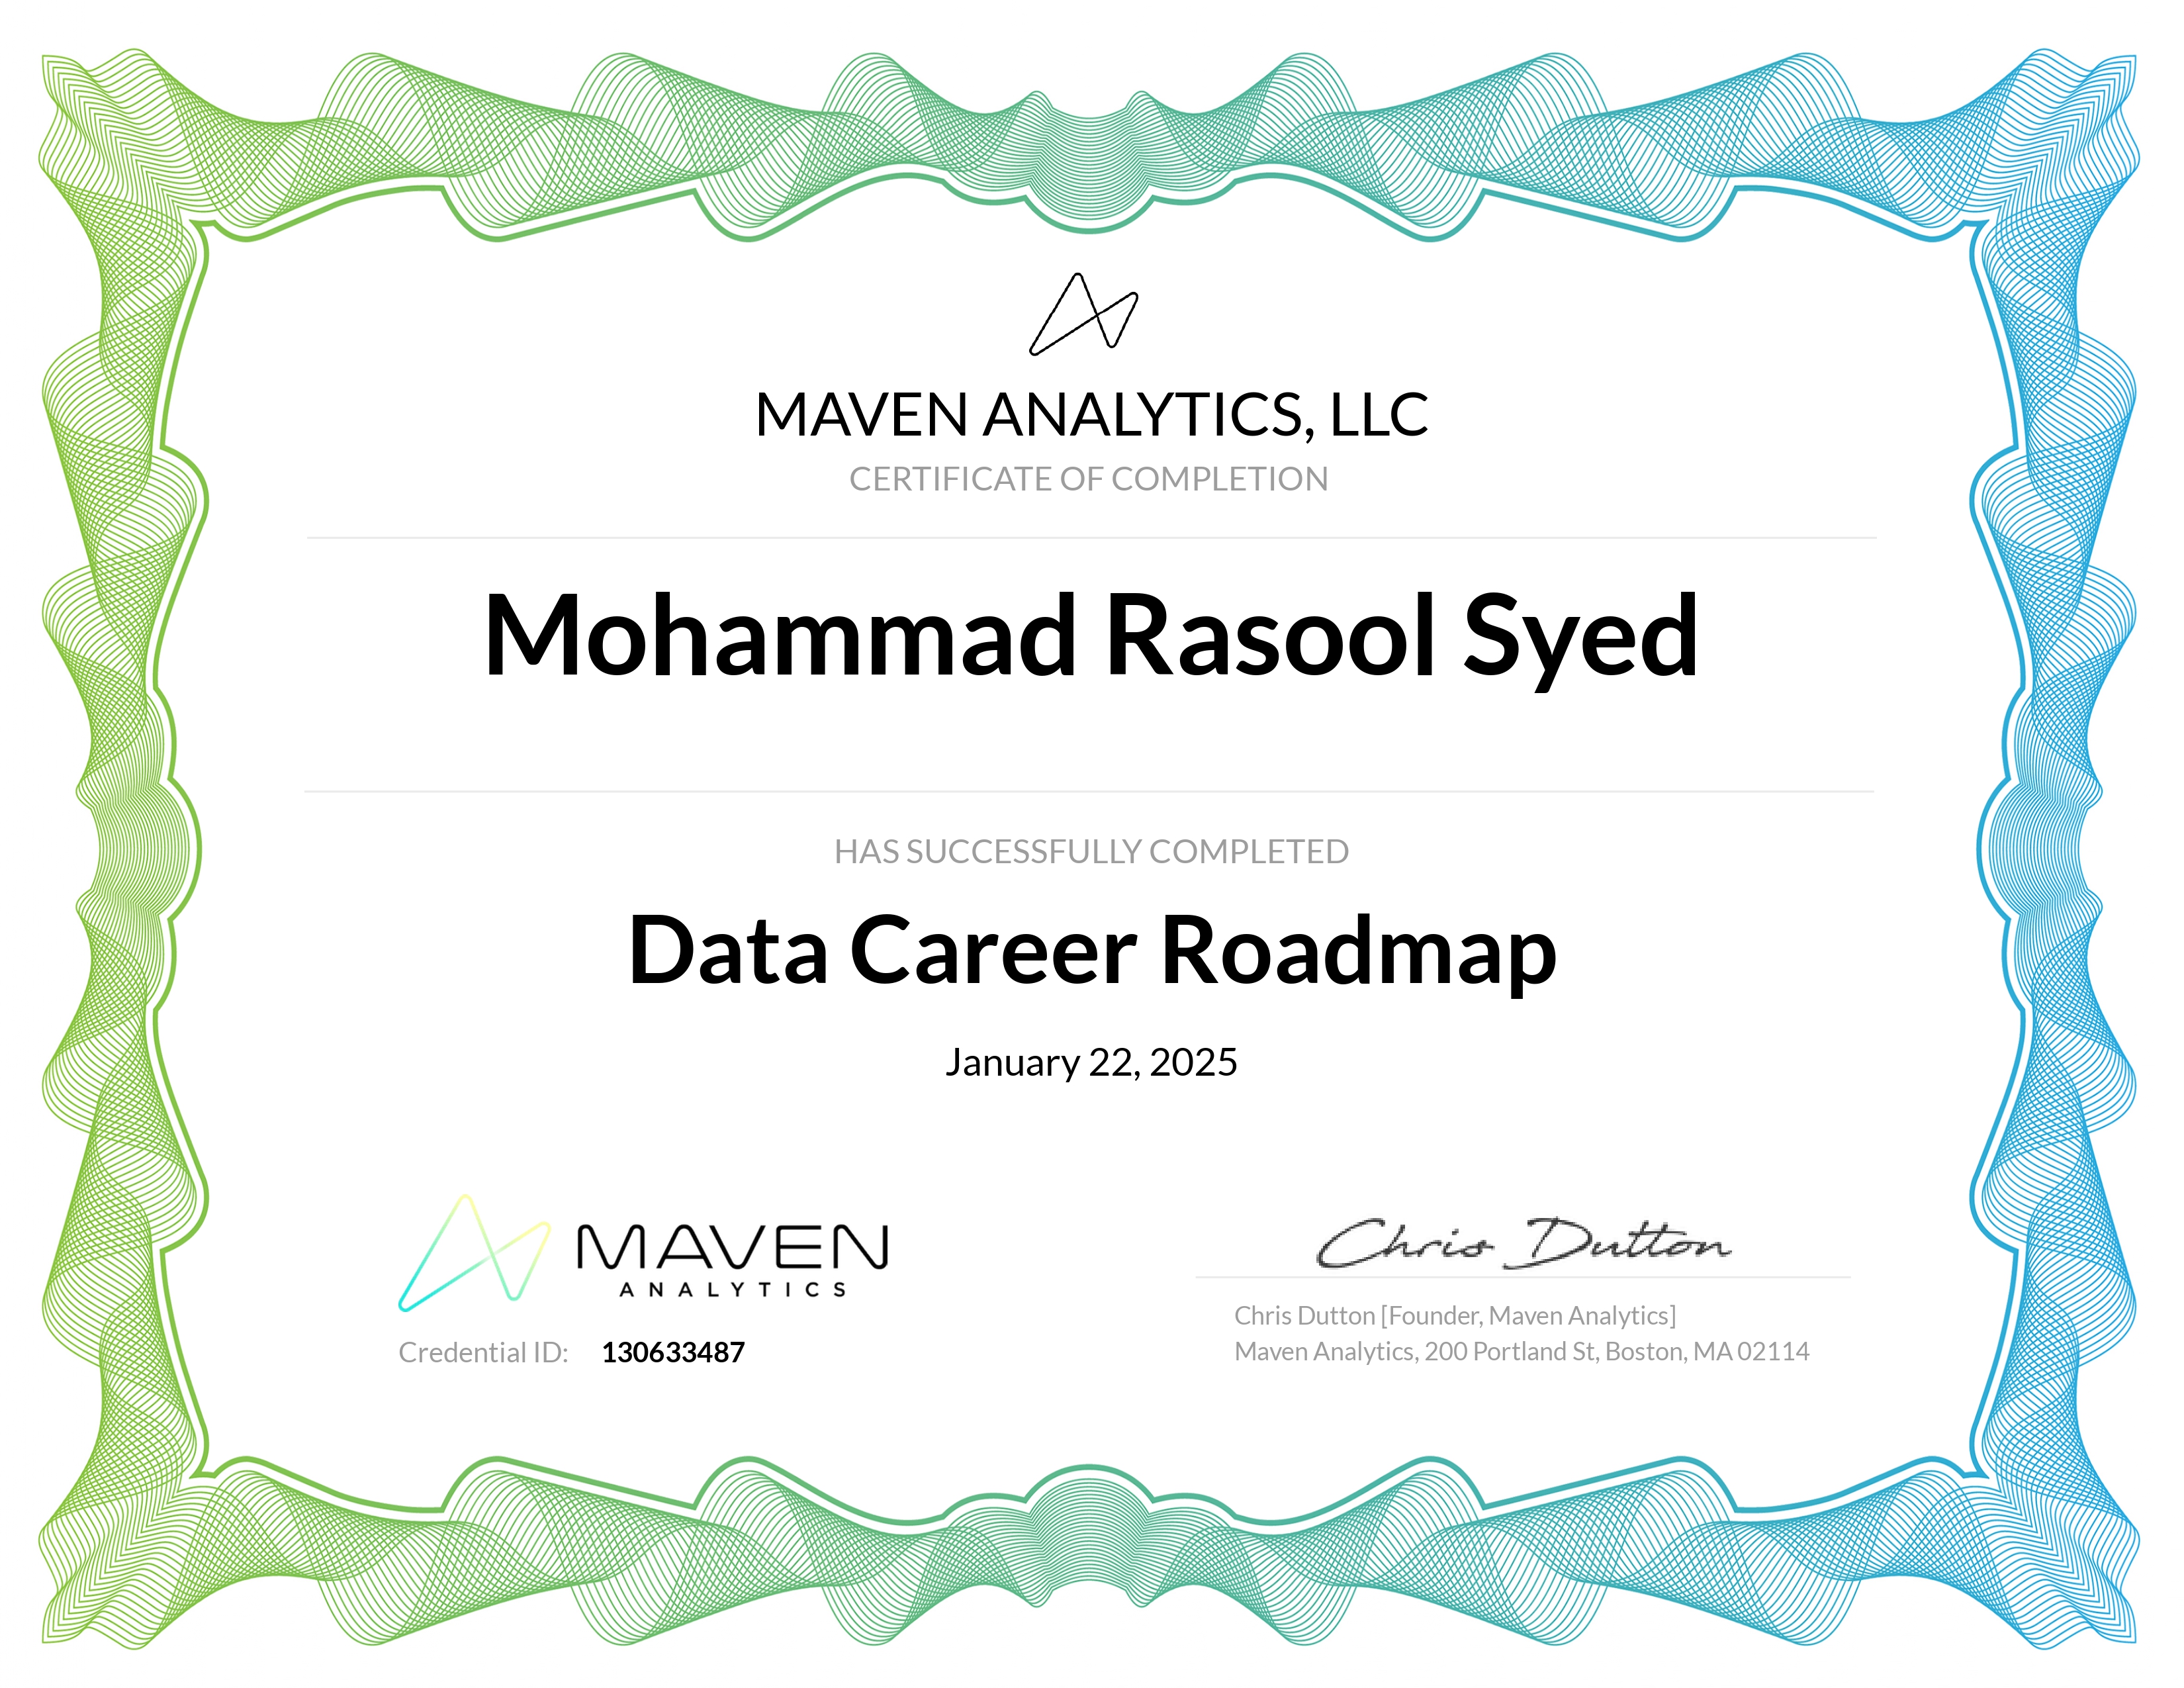 MAVEN ANALYTICS, LLC
CERTIFICATE OF COMPLETION
Mohammad Rasool Syed
HAS SUCCESSFULLY COMPLETED
Data Career Roadmap
January 22, 2025
MAVEN
ANALYTICS
Credential ID: 130633487
Chris Dutton
Chris Dutton [Founder, Maven Analytics]
Maven Analytics, 200 Portland St, Boston, MA 02114